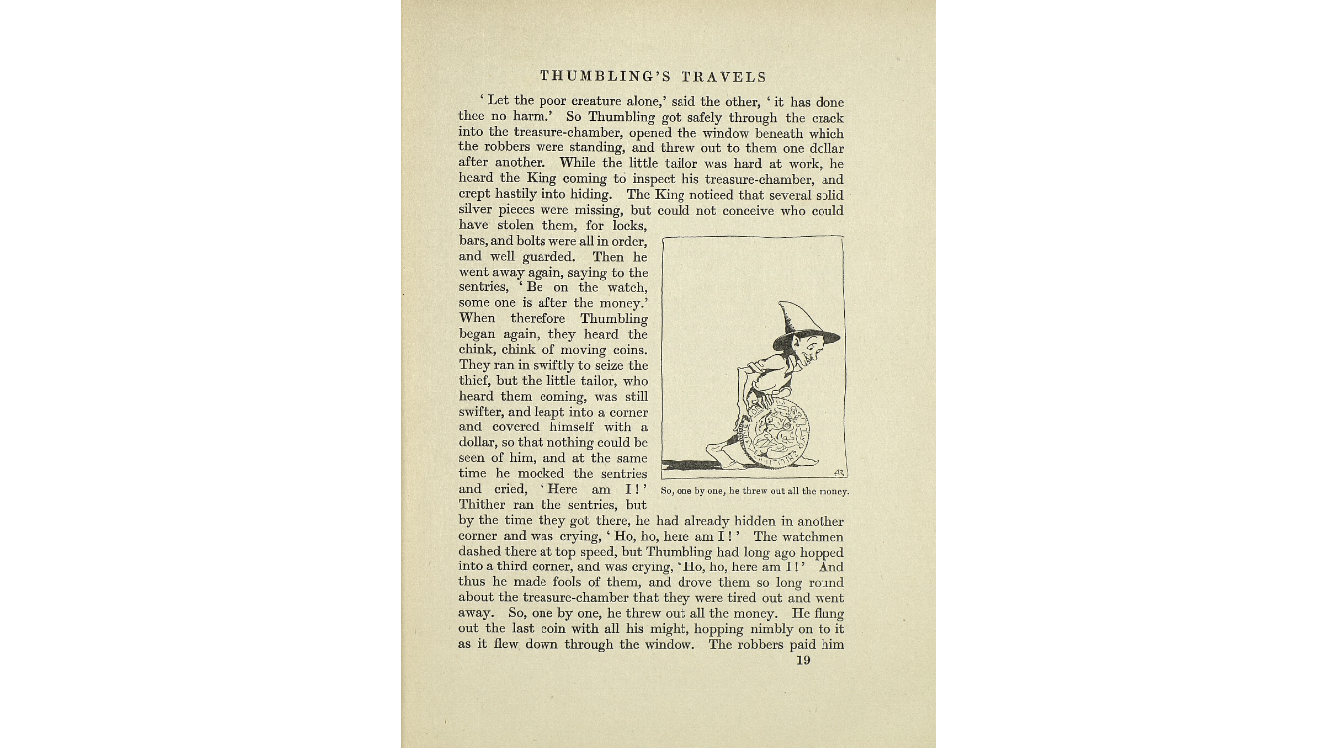 THUMBLING'S TRAVELS
‘ Let the poor creature alone,’ said the other, ‘ it has done
thee no harm.’ So Thumbling got safely through the crack
into the treasure-chamber, opened the window beneath which
the robbers were standing, and threw out to them one dollar
after another. While the little tailor was hard at work, he
heard the King coming to inspect his treasure-chamber, and
crept hastily into hiding. The King noticed that several solid
silver pieces were missing, but could not conceive who could
have stolen them, for locks,
bars, and bolts were all in order,
and well guarded. Then he
went away again, saying to the
sentries, ‘ Be on the watch,
some one is after the money.’
When therefore Thumbling
began again, they heard the
chink, chink of moving coins.
They ran in swiftly to seize the
thief, but the little tailor, who
heard them coming, was still
swifter, and leapt into a corner
and covered himself with a
dollar, so that nothing could be
seen of him, and at the same
time he mocked the sentries
and cried, ‘ Here am I ! ’
Thither ran the sentries, but
by the time they got there, he had already hidden in another
corner and was crying, ‘ Ho, ho, here am I ! ’ The watchmen
dashed there at top speed, but Thumbling had long ago hopped
into a third corner, and was crying, ‘ Ho, ho, here am I ! ’ And
thus he made fools of them, and drove them so long round
about the treasure-chamber that they were tired out and went
away. So, one by one, he threw out all the money. He flung
out the last coin with all his might, hopping nimbly on to it
as it flew down through the window. The robbers paid him
AR
So, one by one, he threw out all the money.
19